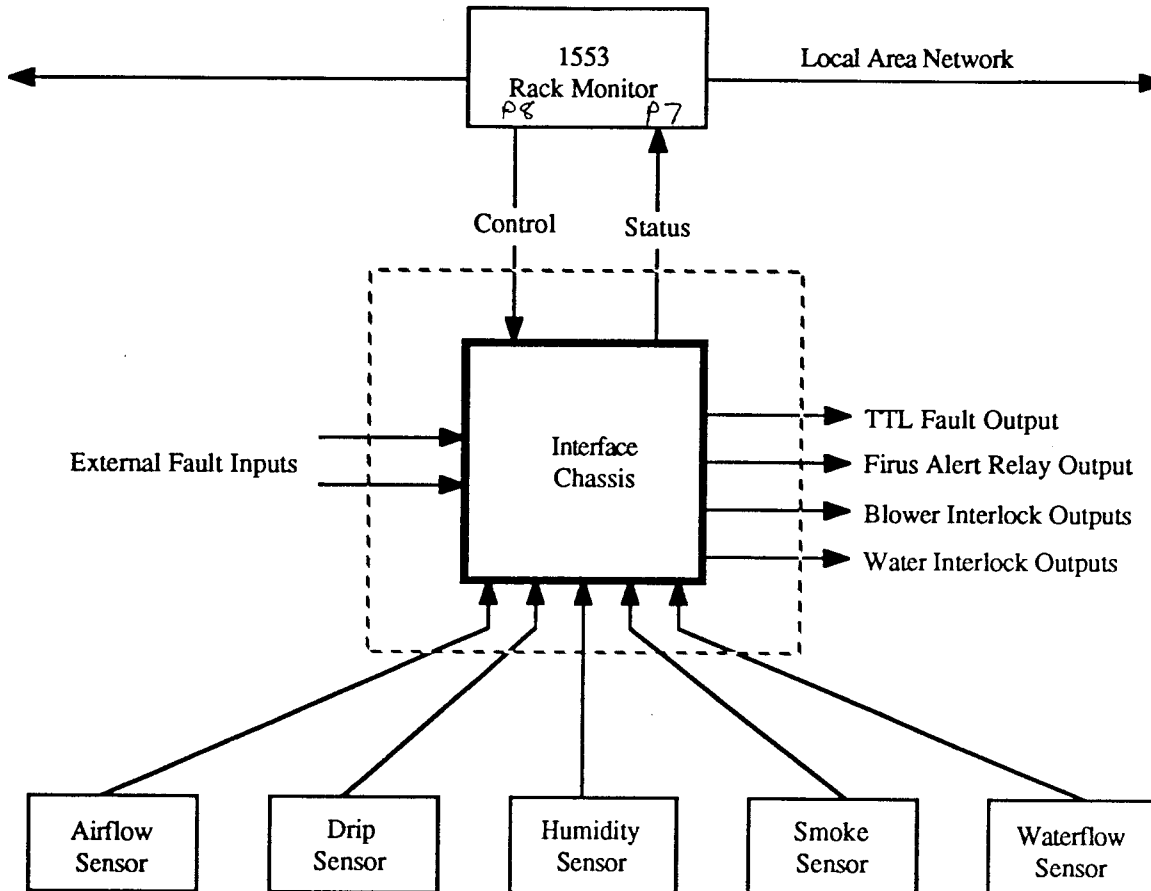 1553
Rack Monitor
P8
P7
Local Area Network
Control
Status
External Fault Inputs
Interface
Chassis
TTL Fault Output
Firus Alert Relay Output
Blower Interlock Outputs
Water Interlock Outputs
Airflow
Sensor
Drip
Sensor
Humidity
Sensor
Smoke
Sensor
Waterflow
Sensor